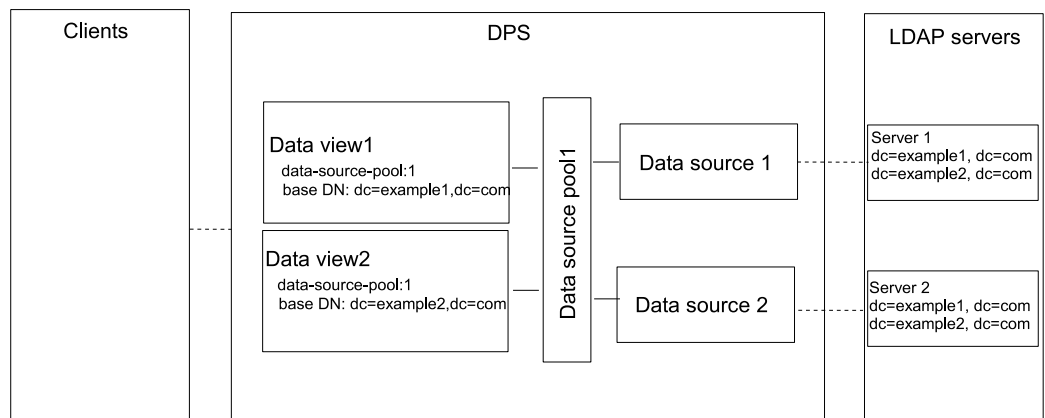 Clients
DPS
LDAP servers
Data view1
data-source-pool:1
base DN: dc=example1,dc=com
Data view2
data-source-pool:1
base DN: dc=example2,dc=com
Data source pool1
Data source 1
Data source 2
Server 1
dc=example1, dc=com
dc=example2, dc=com
Server 2
dc=example1, dc=com
dc=example2, dc=com